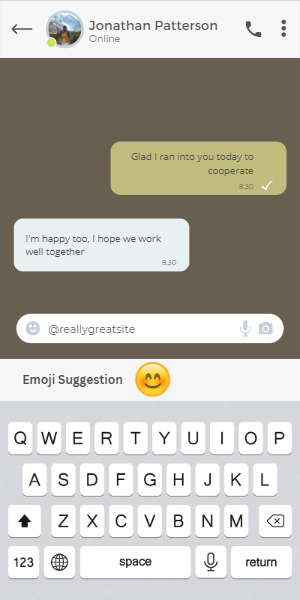 Jonathan Patterson
Online
Glad I ran into you today to
cooperate
8.30
I'm happy too, I hope we work
well together
8.30
@reallygreatsite
Emoji Suggestion
Q W E R T Y U I O P
A S D F G H J K L
Z X C V B N M
123 space return